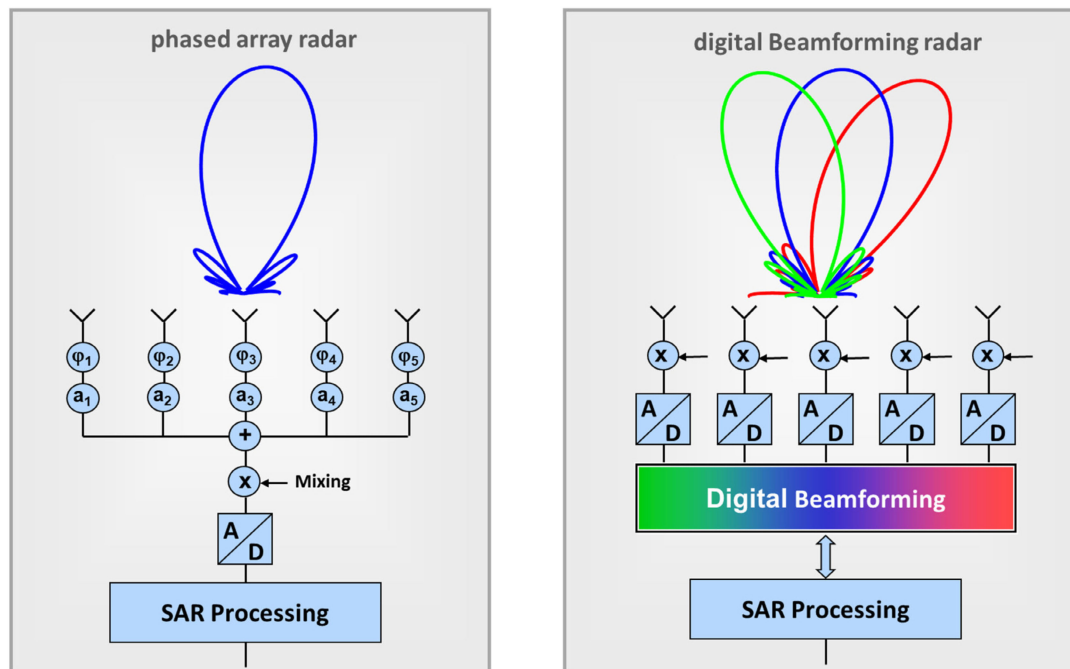 phased array radar
φ1 φ2 φ3 φ4 φ5
a1 a2 a3 a4 a5
+
x Mixing
A
D
SAR Processing
digital Beamforming radar
x x x x x
A A A A A
D D D D D
Digital Beamforming
SAR Processing